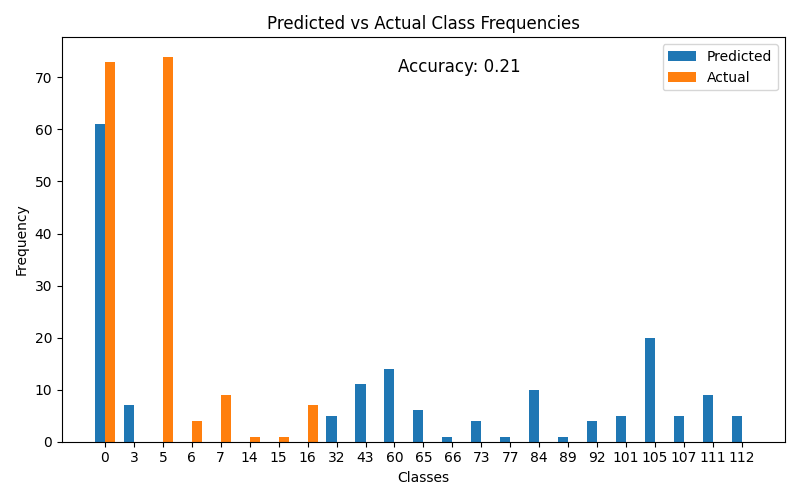 Predicted vs Actual Class Frequencies
Accuracy: 0.21
Predicted
Actual
Frequency
70
60
50
40
30
20
10
0
0 3 5 6 7 14 15 16 32 43 60 65 66 73 77 84 89 92 101 105 107 111 112
Classes